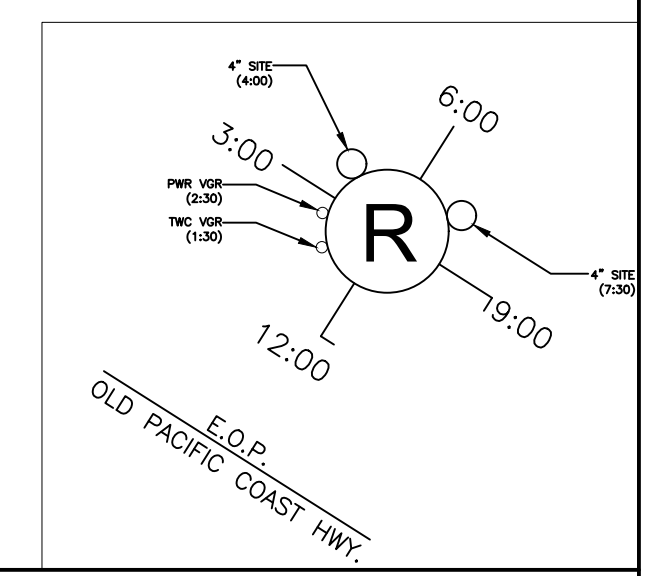 4" SITE
(4:00)
6:00
3:00
PWR VGR
(2:30)
TWC VGR
(1:30)
R
4" SITE
(7:30)
9:00
12:00
E.O.P.
OLD PACIFIC COAST HWY.